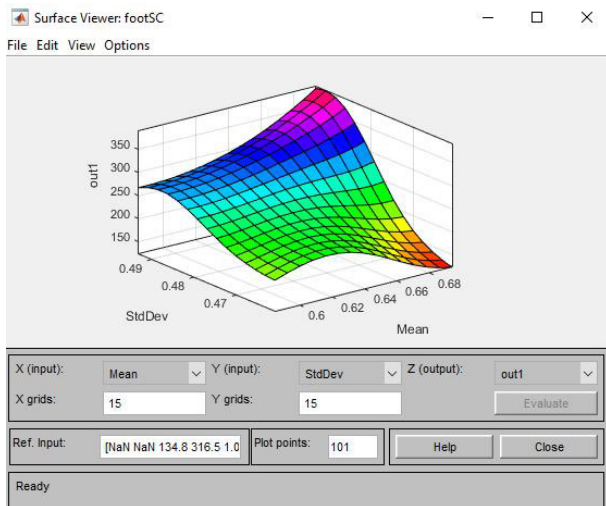 Surface Viewer: footSC
File Edit View Options
350
300
250
200
150
out1
0.49
0.48
0.47
StdDev
0.6
0.62
0.64
0.66
0.68
Mean
X (input): Mean Y (input): StdDev Z (output): out1
X grids: 15 Y grids: 15 Evaluate
Ref. Input: [NaN NaN 134.8 316.5 1.0 Plot points: 101 Help Close
Ready